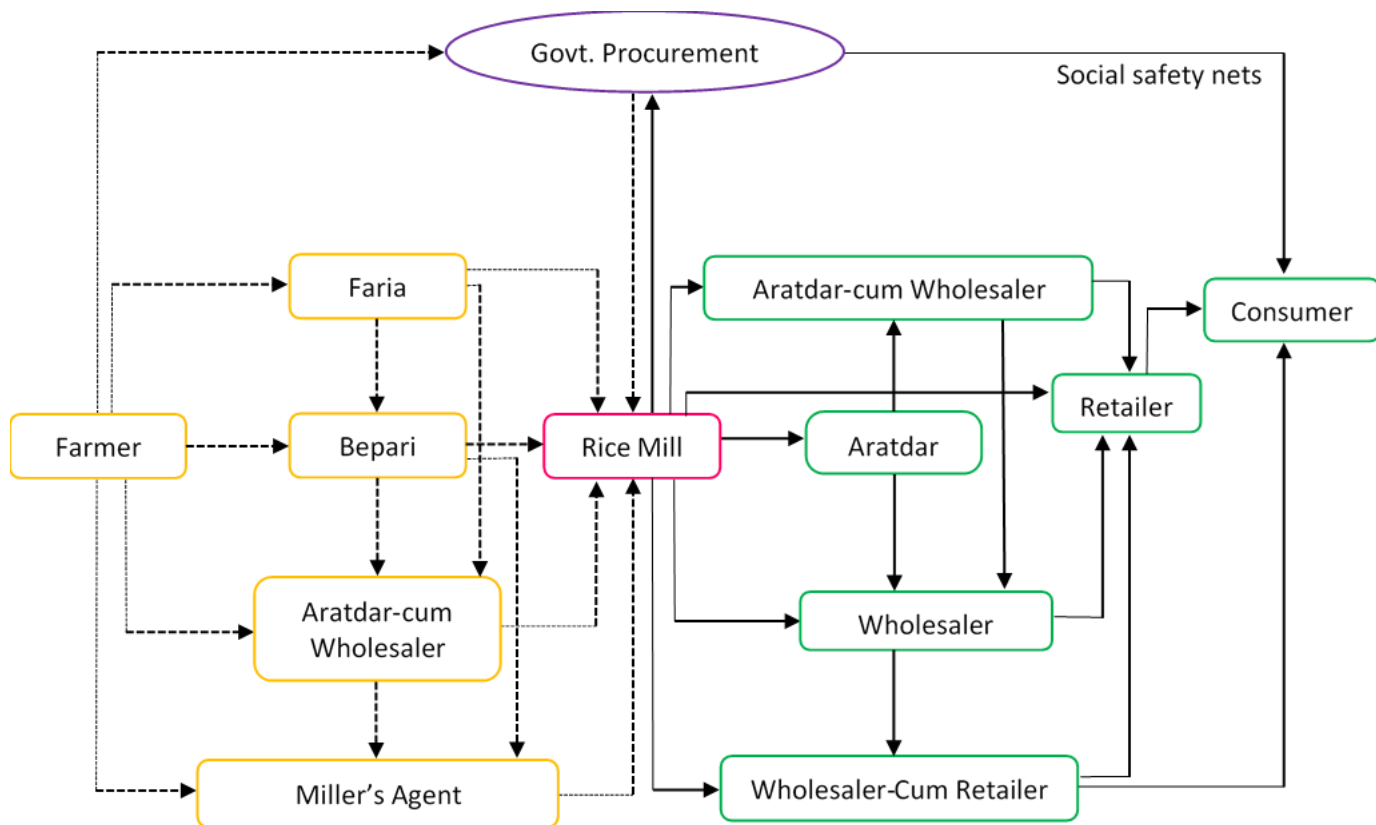 Govt. Procurement
Social safety nets
Faria
Aratdar-cum Wholesaler
Consumer
Retailer
Farmer
Bepari
Rice Mill
Aratdar
Aratdar-cum
Wholesaler
Wholesaler
Miller’s Agent
Wholesaler-Cum Retailer